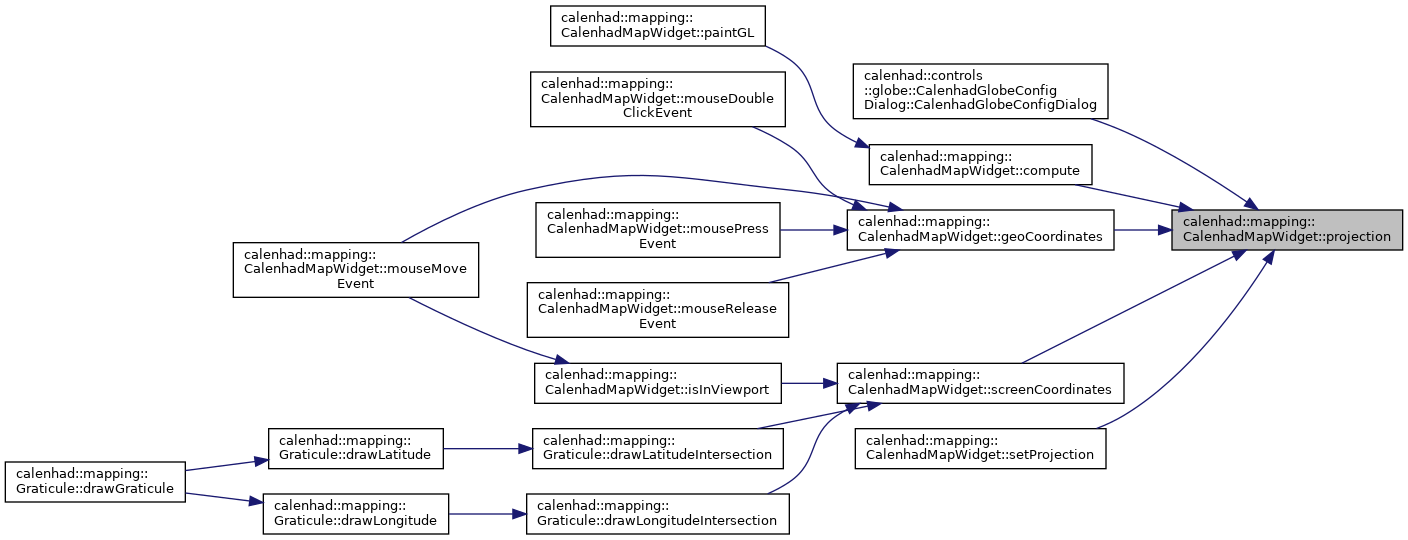 calenhad::mapping::
CalenhadMapWidget::paintGL
calenhad::controls
::globe::CalenhadGlobeConfig
Dialog::CalenhadGlobeConfigDialog
calenhad::mapping::
CalenhadMapWidget::mouseDouble
ClickEvent
calenhad::mapping::
CalenhadMapWidget::compute
calenhad::mapping::
CalenhadMapWidget::mousePress
Event
calenhad::mapping::
CalenhadMapWidget::geoCoordinates
calenhad::mapping::
CalenhadMapWidget::projection
calenhad::mapping::
CalenhadMapWidget::mouseMove
Event
calenhad::mapping::
CalenhadMapWidget::mouseRelease
Event
calenhad::mapping::
CalenhadMapWidget::isInViewport
calenhad::mapping::
CalenhadMapWidget::screenCoordinates
calenhad::mapping::
Graticule::drawLatitude
calenhad::mapping::
Graticule::drawLatitudeIntersection
calenhad::mapping::
CalenhadMapWidget::setProjection
calenhad::mapping::
Graticule::drawGraticule
calenhad::mapping::
Graticule::drawLongitude
calenhad::mapping::
Graticule::drawLongitudeIntersection